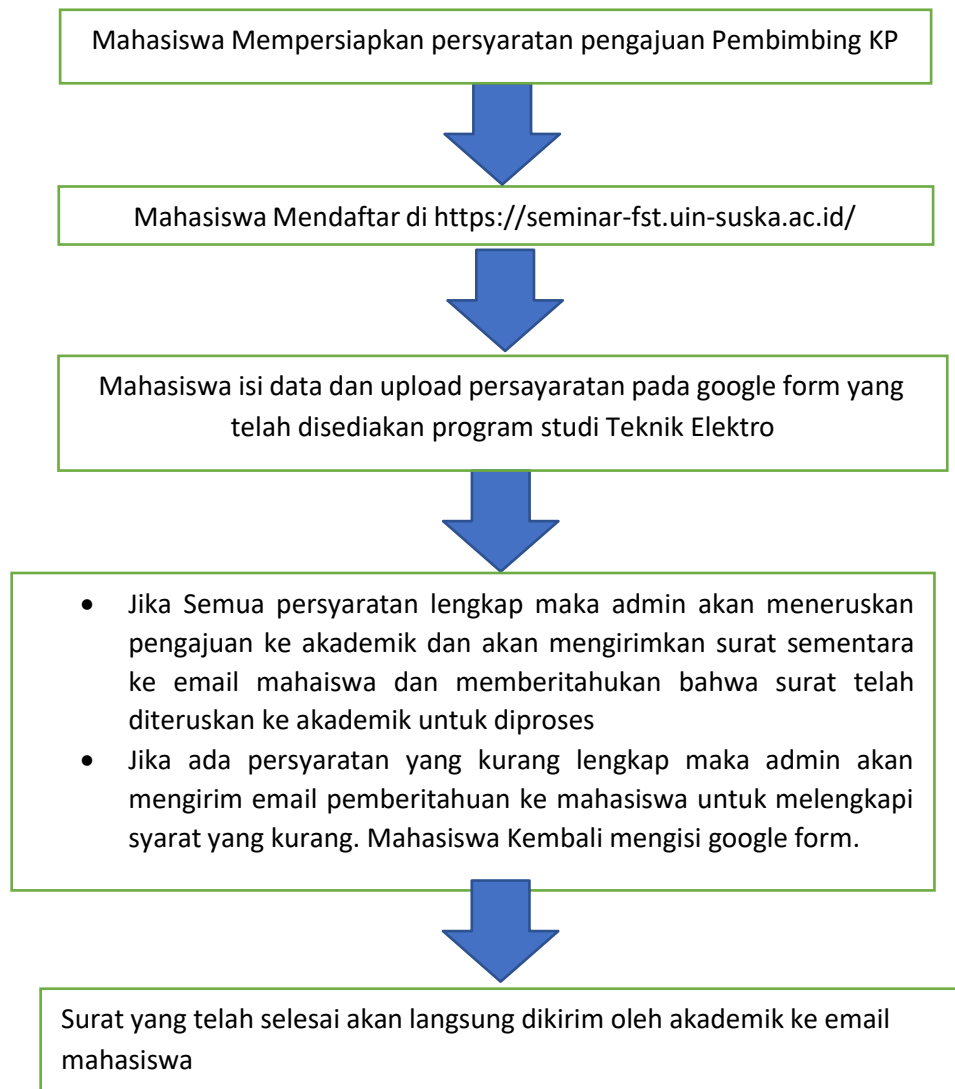 Mahasiswa Mempersiapkan persyaratan pengajuan Pembimbing KP
Mahasiswa Mendaftar di https://seminar-fst.uin-suska.ac.id/
Mahasiswa isi data dan upload persayaratan pada google form yang
telah disediakan program studi Teknik Elektro
• Jika Semua persyaratan lengkap maka admin akan meneruskan
pengajuan ke akademik dan akan mengirimkan surat sementara
ke email mahaiswa dan memberitahukan bahwa surat telah
diteruskan ke akademik untuk diproses
• Jika ada persyaratan yang kurang lengkap maka admin akan
mengirim email pemberitahuan ke mahasiswa untuk melengkapi
syarat yang kurang. Mahasiswa Kembali mengisi google form.
Surat yang telah selesai akan langsung dikirim oleh akademik ke email
mahasiswa